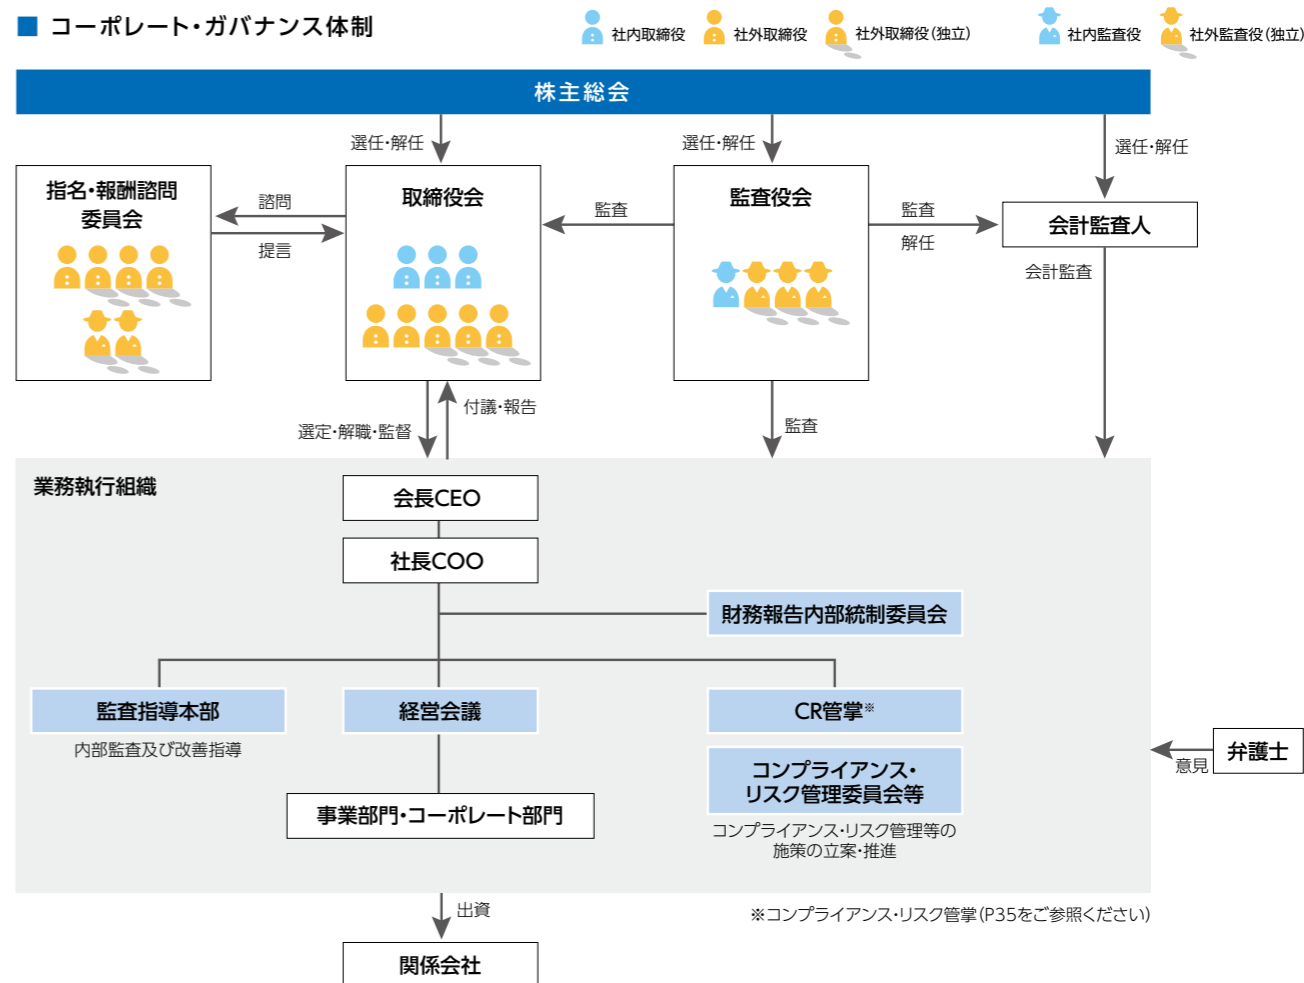 ■ コーポレート・ガバナンス体制
社内取締役
社外取締役
社外取締役(独立)
社内監査役
社外監査役(独立)
株主総会
選任・解任
選任・解任
選任・解任
指名・報酬諮問
委員会
諮問
提言
取締役会
監査
監査役会
監査
解任
会計監査人
会計監査
選定・解職・監督
付議・報告
監査
業務執行組織
会長CEO
社長COO
財務報告内部統制委員会
監査指導本部
内部監査及び改善指導
経営会議
CR管掌※
事業部門・コーポレート部門
コンプライアンス・
リスク管理委員会等
コンプライアンス・リスク管理等の
施策の立案・推進
意見
弁護士
出資
※コンプライアンス・リスク管掌(P35をご参照ください)
関係会社